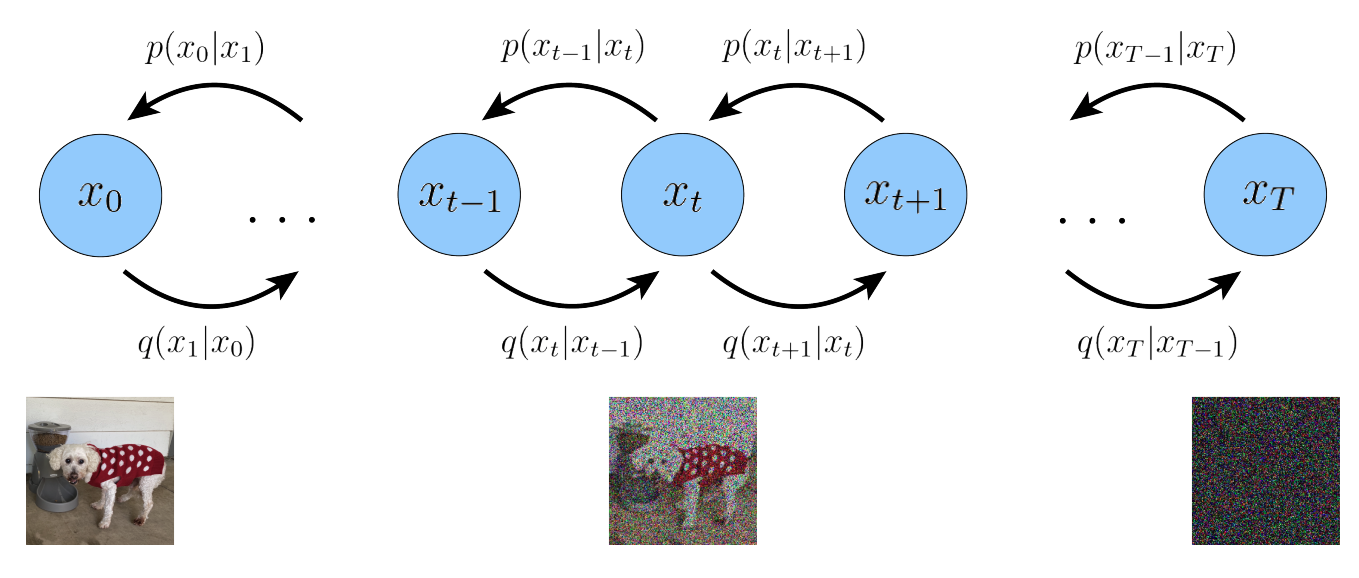 p(x_0|x_1) p(x_{t−1}|x_t) p(x_t|x_{t+1}) p(x_{T−1}|x_T)
x_0 . . . x_{t−1} x_t x_{t+1} . . . x_T
q(x_1|x_0) q(x_t|x_{t−1}) q(x_{t+1}|x_t) q(x_T|x_{T−1})